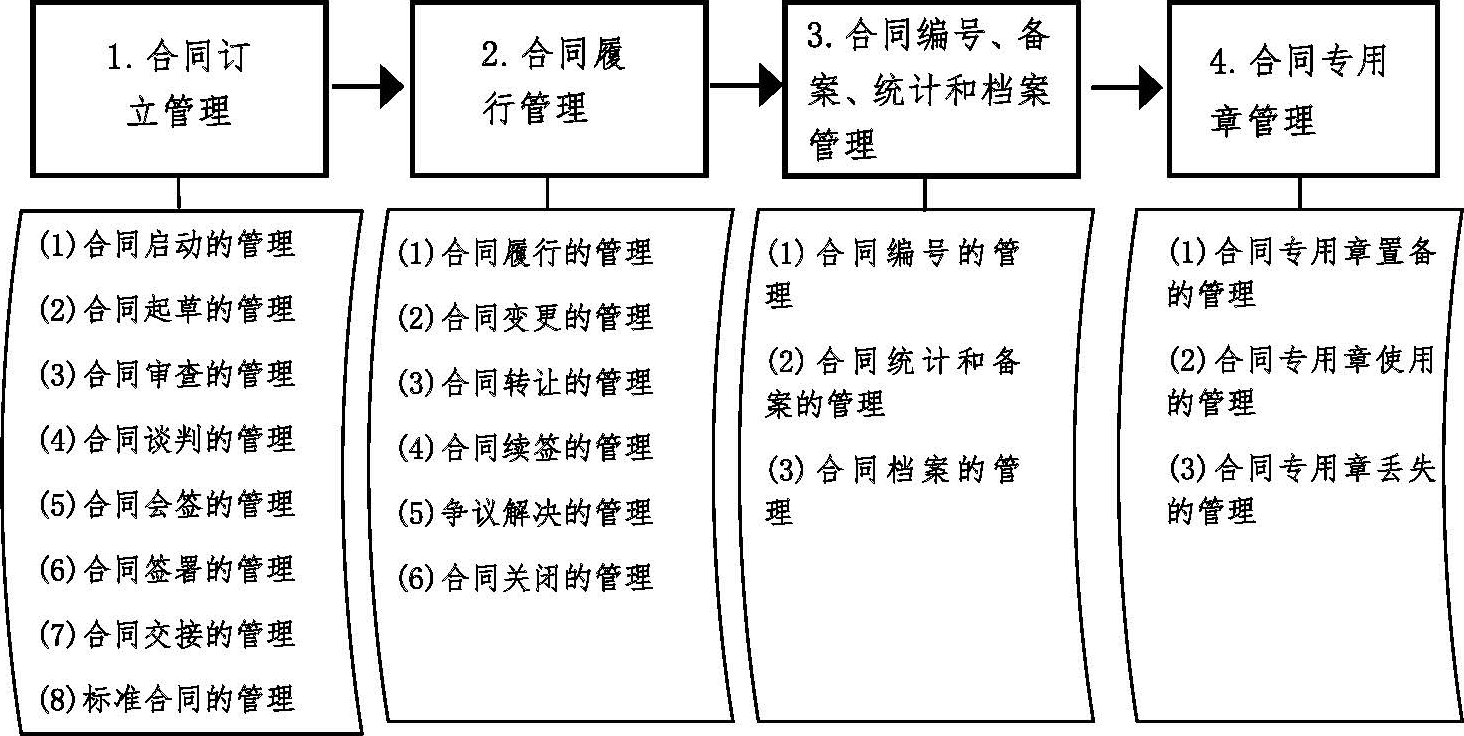 1. 合同订
立管理
2. 合同履
行管理
3. 合同编号、备
案、统计和档案
管理
4. 合同专用
章管理
(1)合同启动的管理
(2)合同起草的管理
(3)合同审查的管理
(4)合同谈判的管理
(5)合同会签的管理
(6)合同签署的管理
(7)合同交接的管理
(8)标准合同的管理
(1)合同履行的管理
(2)合同变更的管理
(3)合同转让的管理
(4)合同续签的管理
(5)争议解决的管理
(6)合同关闭的管理
(1)合同编号的管
理
(2)合同统计和备
案的管理
(3)合同档案的管
理
(1)合同专用章置备
的管理
(2)合同专用章使用
的管理
(3)合同专用章丢失
的管理